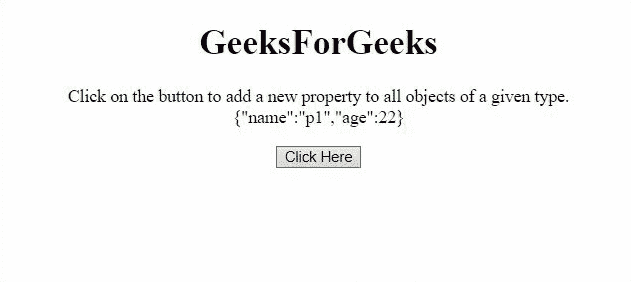 GeeksForGeeks
Click on the button to add a new property to all objects of a given type.
{"name":"p1","age":22}
Click Here